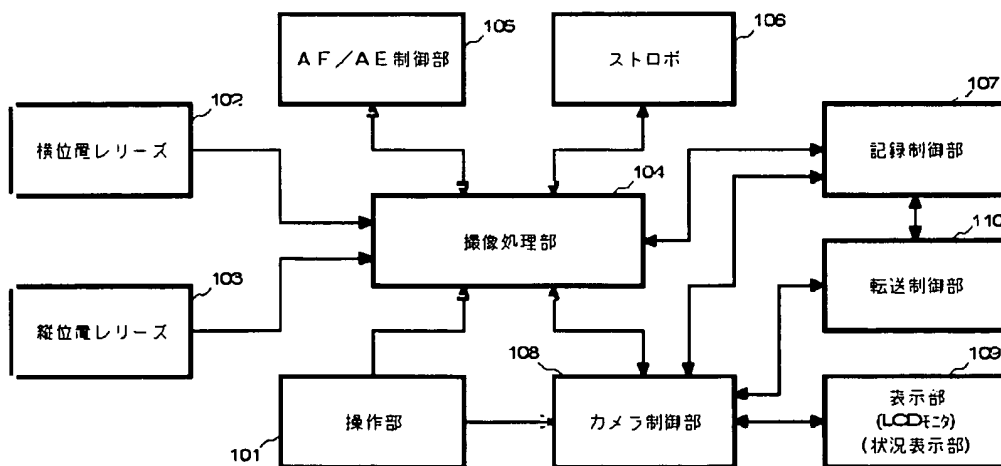 105
AF/AE制御部
106
ストロボ
102
横位置レリーズ
107
記録制御部
104
撮像処理部
110
転送制御部
103
縦位置レリーズ
108
カメラ制御部
109
表示部
(LCDモニタ)
(状況表示部)
操作部
101